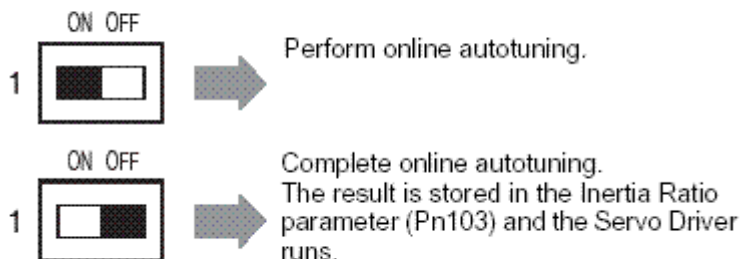 ON OFF
1
Perform online autotuning.
ON OFF
1
Complete online autotuning.
The result is stored in the Inertia Ratio
parameter (Pn103) and the Servo Driver
runs.